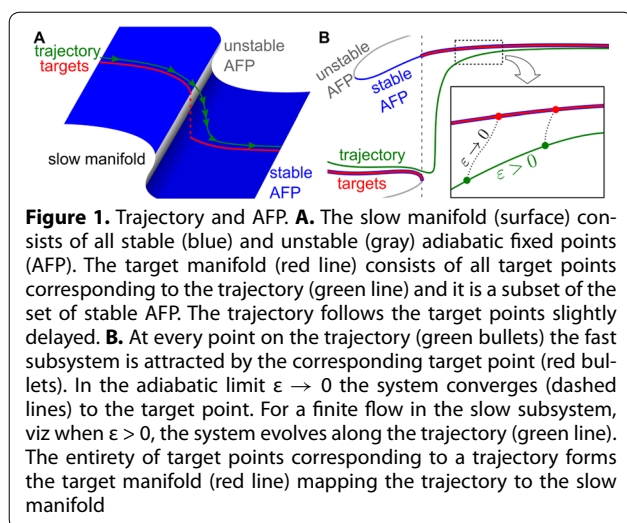 A
trajectory
targets
unstable
AFP
slow manifold
stable
AFP
B
unstable
AFP
stable
AFP
trajectory
targets
ε→0
ε > 0
Figure 1. Trajectory and AFP. A. The slow manifold (surface) con-
sists of all stable (blue) and unstable (gray) adiabatic fixed points
(AFP). The target manifold (red line) consists of all target points
corresponding to the trajectory (green line) and it is a subset of the
set of stable AFP. The trajectory follows the target points slightly
delayed. B. At every point on the trajectory (green bullets) the fast
subsystem is attracted by the corresponding target point (red bul-
lets). In the adiabatic limit ε → 0 the system converges (dashed
lines) to the target point. For a finite flow in the slow subsystem,
viz when ε > 0, the system evolves along the trajectory (green line).
The entirety of target points corresponding to a trajectory forms
the target manifold (red line) mapping the trajectory to the slow
manifold